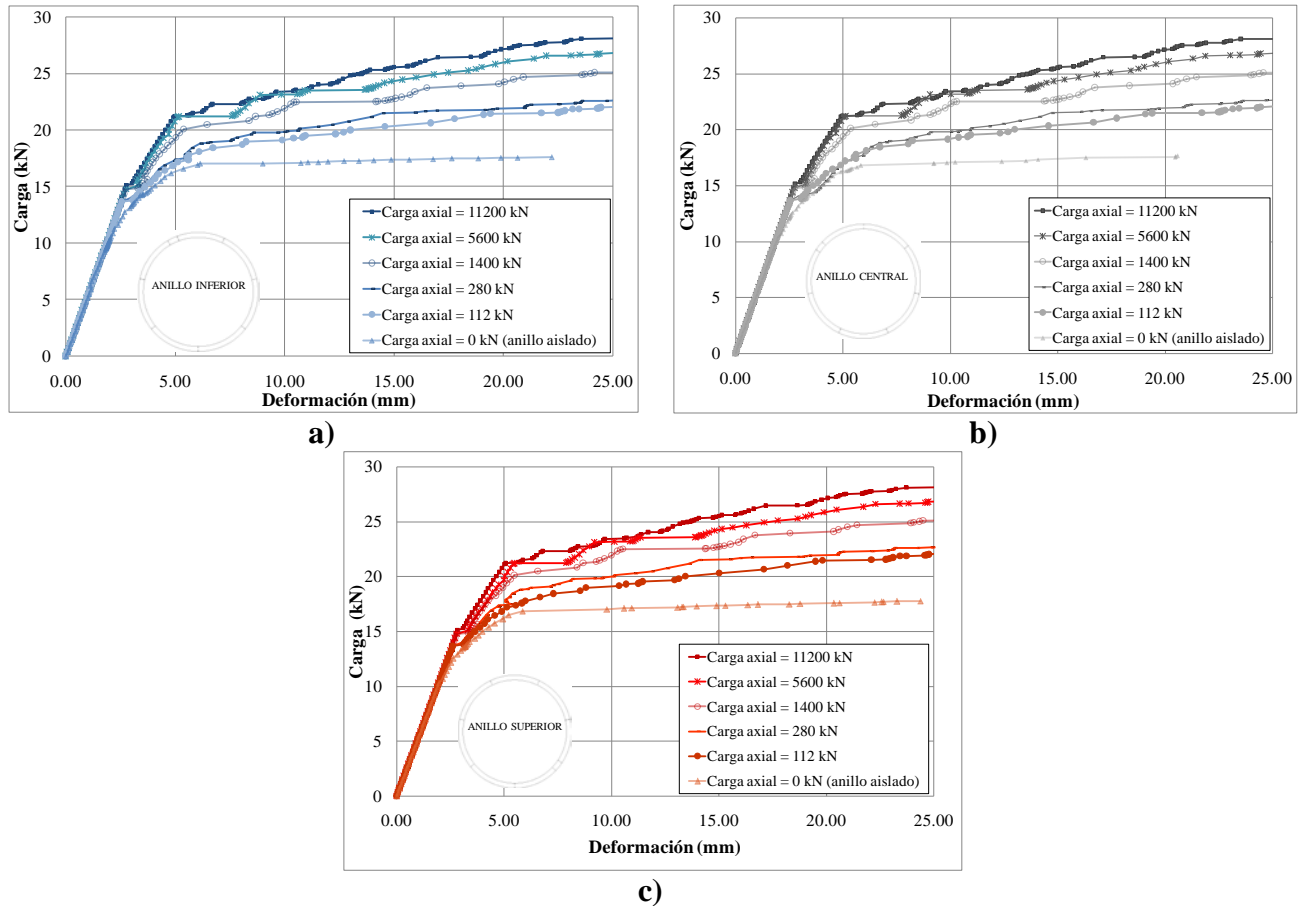 30
25
20
15
10
5
0
Carga (kN)
ANILLO INFERIOR
Carga axial = 11200 kN
Carga axial = 5600 kN
Carga axial = 1400 kN
Carga axial = 280 kN
Carga axial = 112 kN
Carga axial = 0 kN (anillo aislado)
0.00 5.00 10.00 15.00 20.00 25.00
Deformación (mm)
a)
30
25
20
15
10
5
0
Carga (kN)
ANILLO CENTRAL
Carga axial = 11200 kN
Carga axial = 5600 kN
Carga axial = 1400 kN
Carga axial = 280 kN
Carga axial = 112 kN
Carga axial = 0 kN (anillo aislado)
0.00 5.00 10.00 15.00 20.00 25.00
Deformación (mm)
b)
30
25
20
15
10
5
0
Carga (kN)
ANILLO SUPERIOR
Carga axial = 11200 kN
Carga axial = 5600 kN
Carga axial = 1400 kN
Carga axial = 280 kN
Carga axial = 112 kN
Carga axial = 0 kN (anillo aislado)
0.00 5.00 10.00 15.00 20.00 25.00
Deformación (mm)
c)